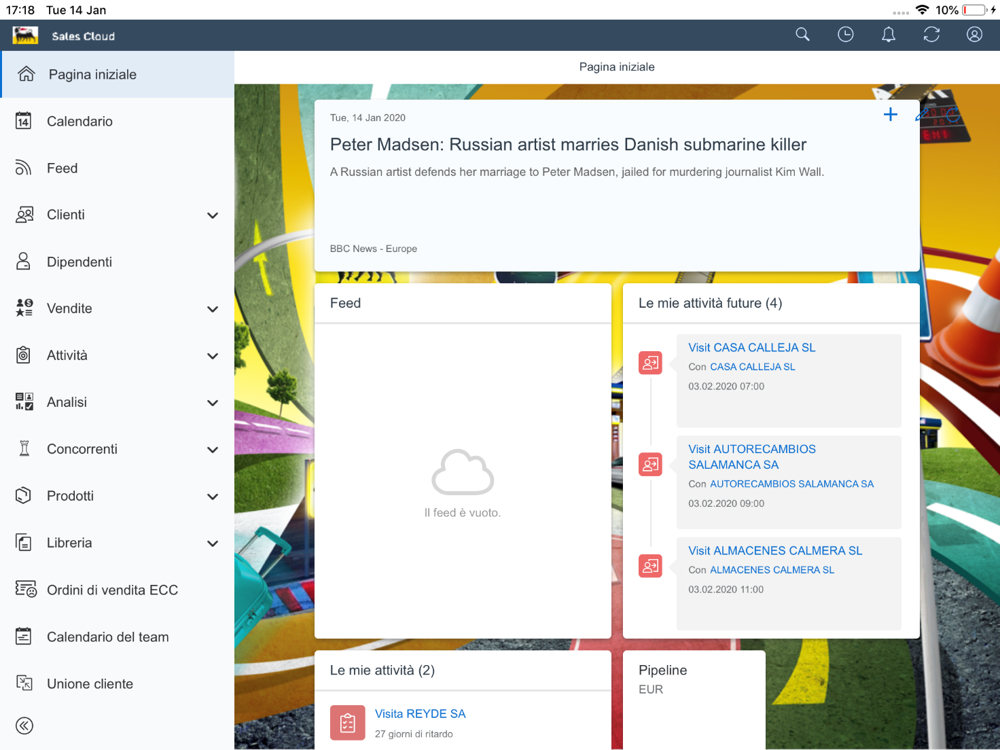 17:18 Tue 14 Jan
10%
Sales Cloud
Pagina iniziale
14
Calendario
Feed
Clienti
Dipendenti
Vendite
Attività
Analisi
Concorrenti
Prodotti
Libreria
Ordini di vendita ECC
Calendario del team
Unione cliente
Pagina iniziale
Tue, 14 Jan 2020
Peter Madsen: Russian artist marries Danish submarine killer
A Russian artist defends her marriage to Peter Madsen, jailed for murdering journalist Kim Wall.
BBC News - Europe
Feed
Il feed è vuoto.
Le mie attività future (4)
Visit CASA CALLEJA SL
Con CASA CALLEJA SL
03.02.2020 07:00
Visit AUTORECAMBIOS
SALAMANCA SA
Con AUTORECAMBIOS SALAMANCA SA
03.02.2020 09:00
Visit ALMACENES CALMERA SL
Con ALMACENES CALMERA SL
03.02.2020 11:00
Le mie attività (2)
Visita REYDE SA
27 giorni di ritardo
Pipeline
EUR